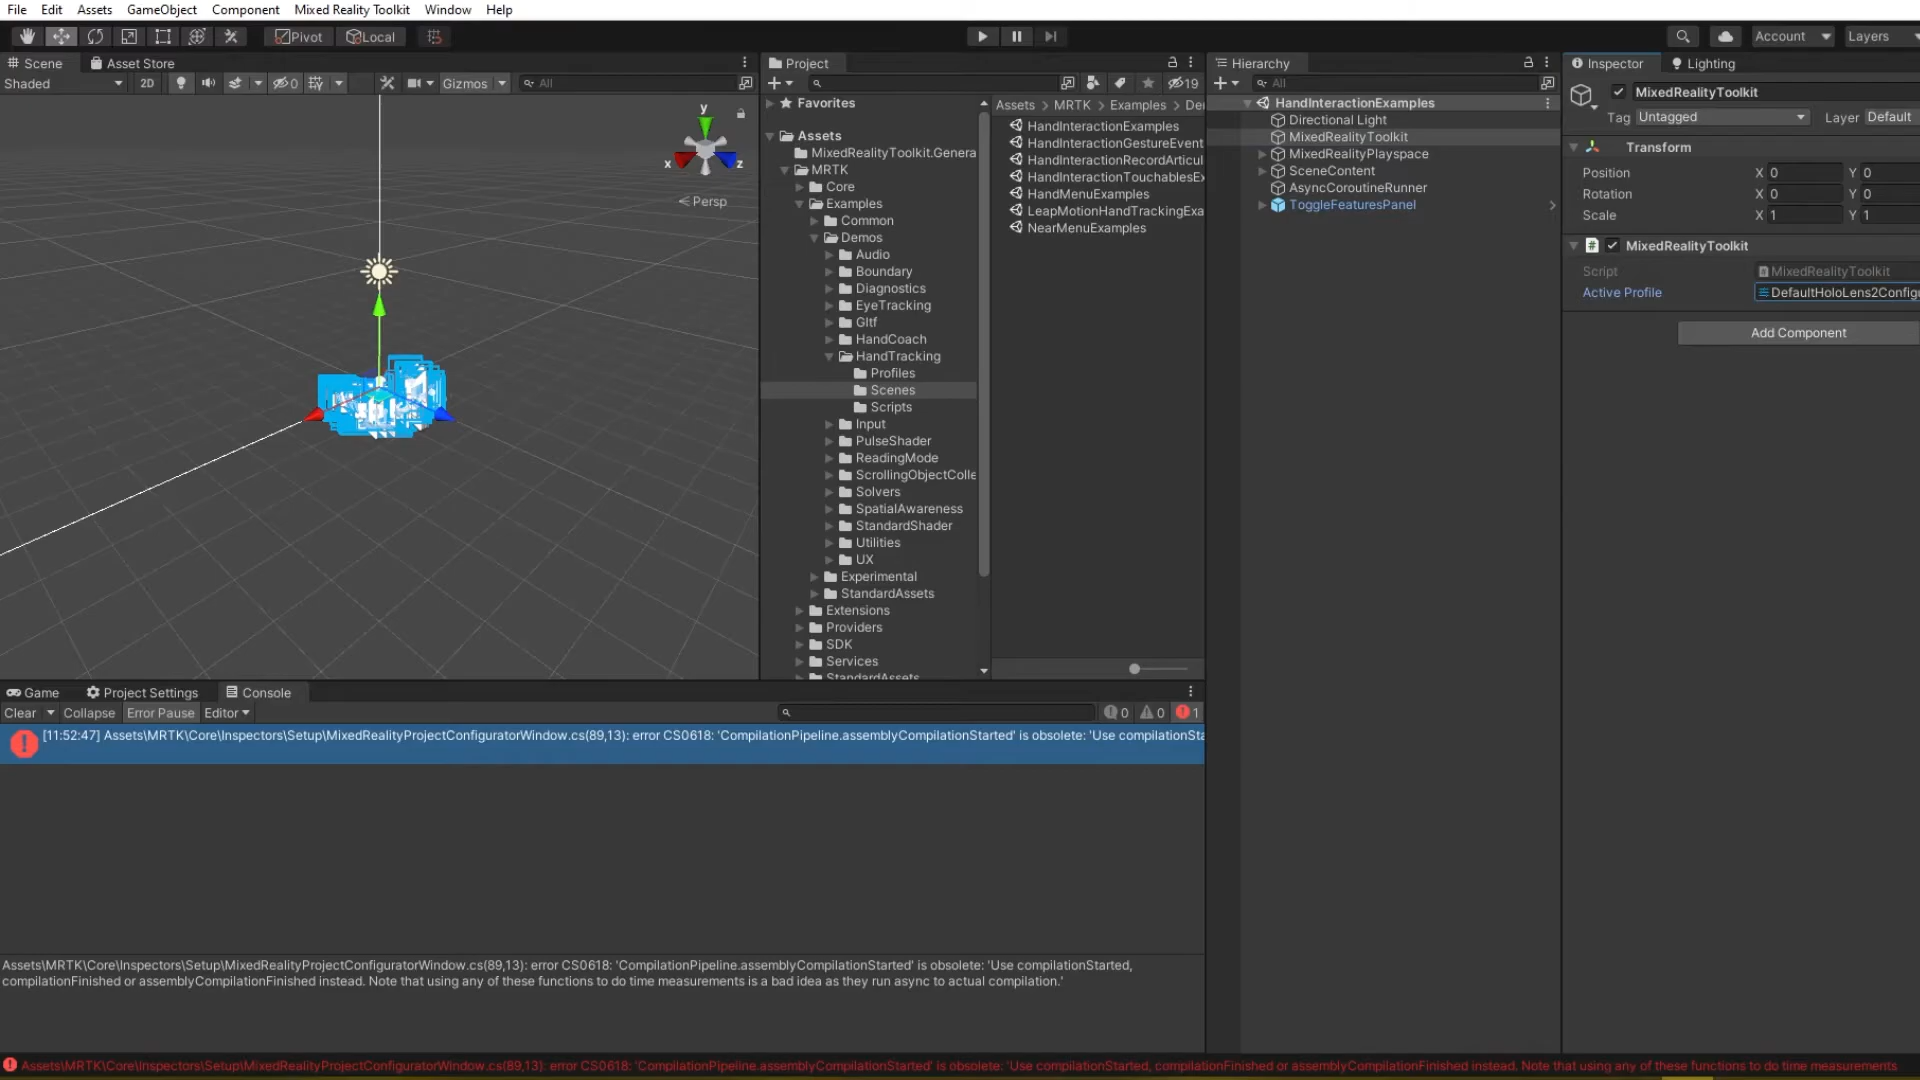 File Edit Assets GameObject Component Mixed Reality Toolkit Window Help
Pivot Local Account Layers
Scene Asset Store
Shaded 2D 0 Gizmos All
y
x z
Persp
Project
19
Favorites
Assets
MixedRealityToolkit.Genera
MRTK
Core
Examples
Common
Demos
Audio
Boundary
Diagnostics
EyeTracking
Gltf
HandCoach
HandTracking
Profiles
Scenes
Scripts
Input
PulseShader
ReadingMode
ScrollingObjectColle
Solvers
SpatialAwareness
StandardShader
Utilities
UX
Experimental
StandardAssets
Extensions
Providers
SDK
Services
StandardAssets
Assets > MRTK > Examples > De
HandInteractionExamples
HandInteractionGestureEvent
HandInteractionRecordArticul
HandInteractionTouchablesEx
HandMenuExamples
LeapMotionHandTrackingExa
NearMenuExamples
Hierarchy
All
HandInteractionExamples
Directional Light
MixedRealityToolkit
MixedRealityPlayspace
SceneContent
AsyncCoroutineRunner
ToggleFeaturesPanel
Inspector Lighting
MixedRealityToolkit
Tag Untagged Layer Default
Transform
Position X 0 Y 0
Rotation X 0 Y 0
Scale X 1 Y 1
MixedRealityToolkit
Script MixedRealityToolkit
Active Profile DefaultHoloLens2Config
Add Component
Game Project Settings Console
Clear Collapse Error Pause Editor 0 0 1
[11:52:47] Assets\MRTK\Core\Inspectors\Setup\MixedRealityProjectConfiguratorWindow.cs(89,13): error CS0618: 'CompilationPipeline.assemblyCompilationStarted' is obsolete: 'Use compilationSta
Assets\MRTK\Core\Inspectors\Setup\MixedRealityProjectConfiguratorWindow.cs(89,13): error CS0618: 'CompilationPipeline.assemblyCompilationStarted' is obsolete: 'Use compilationStarted,
compilationFinished or assemblyCompilationFinished instead. Note that using any of these functions to do time measurements is a bad idea as they run async to actual compilation.'
Assets\MRTK\Core\Inspectors\Setup\MixedRealityProjectConfiguratorWindow.cs(89,13): error CS0618: 'CompilationPipeline.assemblyCompilationStarted' is obsolete: 'Use compilationStarted, compilationFinished or assemblyCompilationFinished instead. Note that using any of these functions to do time measurements